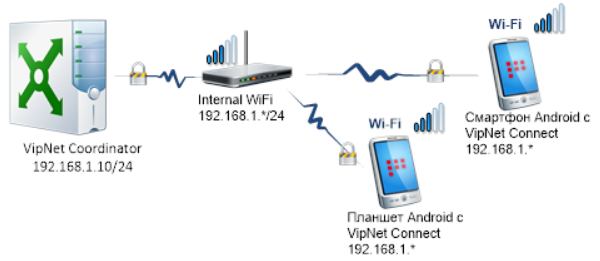 Wi-Fi
Internal WiFi
192.168.1.*/24
Смартфон Android с
VipNet Connect
192.168.1.*
Wi-Fi
VipNet Coordinator
192.168.1.10/24
Планшет Android с
VipNet Connect
192.168.1.*